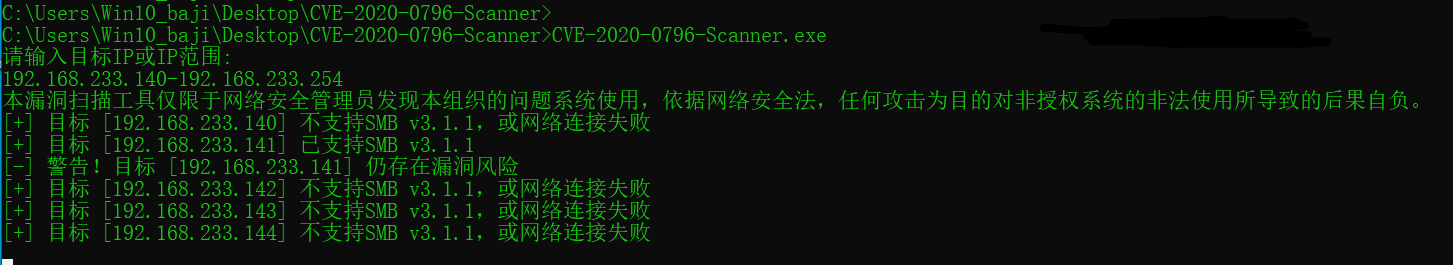 C:\Users\Win10_baji\Desktop\CVE-2020-0796-Scanner>
C:\Users\Win10_baji\Desktop\CVE-2020-0796-Scanner>CVE-2020-0796-Scanner.exe
请输入目标IP或IP范围:
192.168.233.140-192.168.233.254
本漏洞扫描工具仅限于网络安全管理员发现本组织的问题系统使用，依据网络安全法，任何攻击为目的对非授权系统的非法使用所导致的后果自负。
[+] 目标 [192.168.233.140] 不支持SMB v3.1.1，或网络连接失败
[+] 目标 [192.168.233.141] 已支持SMB v3.1.1
[-] 警告！目标 [192.168.233.141] 仍存在漏洞风险
[+] 目标 [192.168.233.142] 不支持SMB v3.1.1，或网络连接失败
[+] 目标 [192.168.233.143] 不支持SMB v3.1.1，或网络连接失败
[+] 目标 [192.168.233.144] 不支持SMB v3.1.1，或网络连接失败